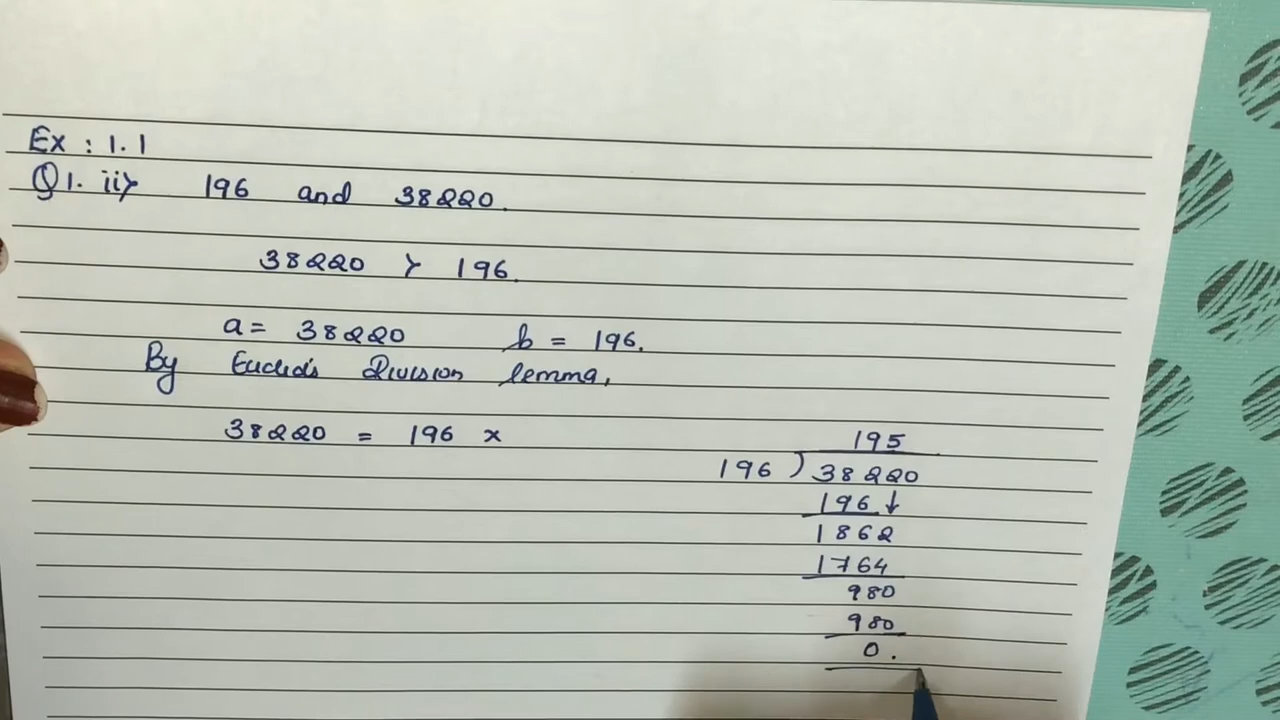 Ex : 1.1
Q1. ii> 196 and 38220.
38220 > 196.
a = 38220 b = 196.
By Euclid's Division lemma,
38220 = 196 x
195
196 ) 38220
196 ↓
1862
1764
980
980
0.